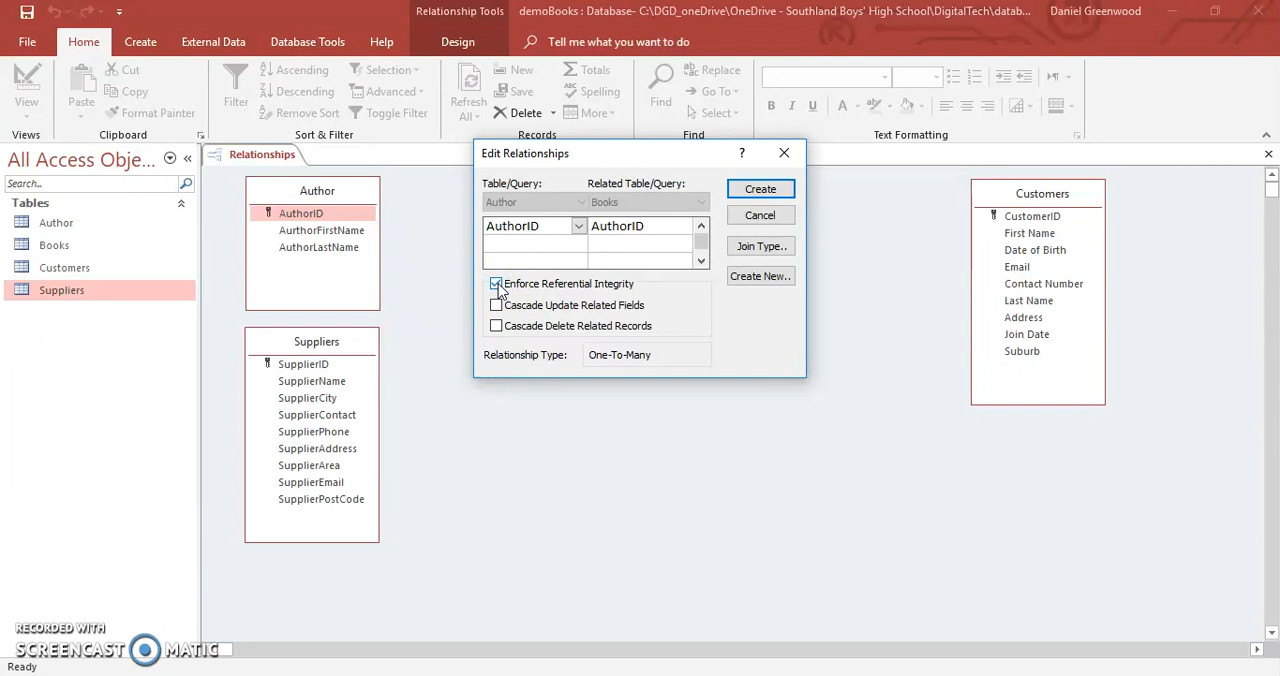 Relationship Tools
demoBooks : Database- C:\DGD_oneDrive\OneDrive - Southland Boys' High School\DigitalTech\datab...
Daniel Greenwood
File Home Create External Data Database Tools Help Design Tell me what you want to do
View
Views
Paste
Cut
Copy
Format Painter
Clipboard
Filter
Ascending
Descending
Remove Sort
Selection
Advanced
Toggle Filter
Sort & Filter
Refresh
All
New
Save
Delete
Totals
Spelling
More
Records
Find
Replace
Go To
Select
Find
B I U A
Text Formatting
All Access Obje...
Search...
Tables
Author
Books
Customers
Suppliers
Relationships
Author
AuthorID
AurthorFirstName
AurthorLastName
Suppliers
SupplierID
SupplierName
SupplierCity
SupplierContact
SupplierPhone
SupplierAddress
SupplierArea
SupplierEmail
SupplierPostCode
Edit Relationships
?
Table/Query: Related Table/Query:
Author Books
AuthorID AuthorID
Enforce Referential Integrity
Cascade Update Related Fields
Cascade Delete Related Records
Relationship Type: One-To-Many
Create
Cancel
Join Type..
Create New..
Customers
CustomerID
First Name
Date of Birth
Email
Contact Number
Last Name
Address
Join Date
Suburb
RECORDED WITH
SCREENCAST MATIC
Ready